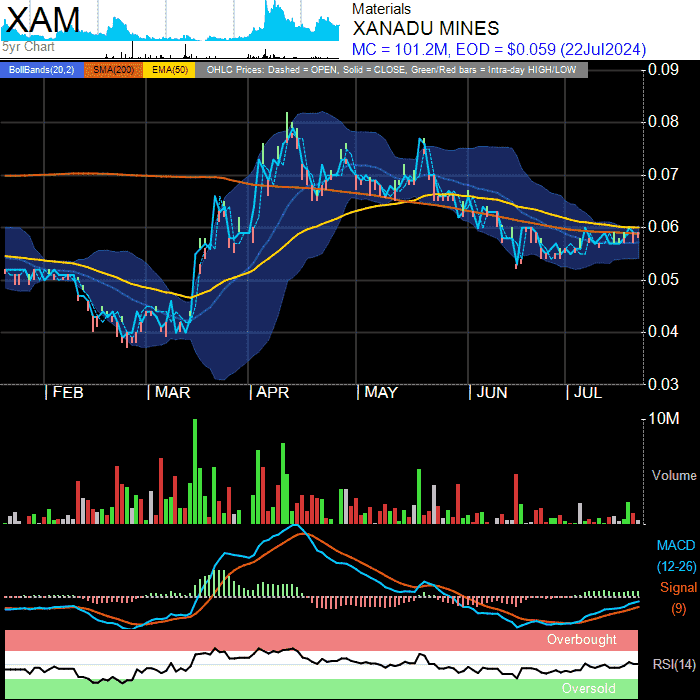 XAM
5yr Chart
Materials
XANADU MINES
MC = 101.2M, EOD = $0.059 (22Jul2024)
BollBands(20,2) SMA(200) EMA(50) OHLC Prices: Dashed = OPEN, Solid = CLOSE, Green/Red bars = Intra-day HIGH/LOW
0.09
0.08
0.07
0.06
0.05
0.04
0.03
FEB MAR APR MAY JUN JUL
10M
Volume
MACD
(12-26)
Signal
(9)
Overbought
RSI(14)
Oversold